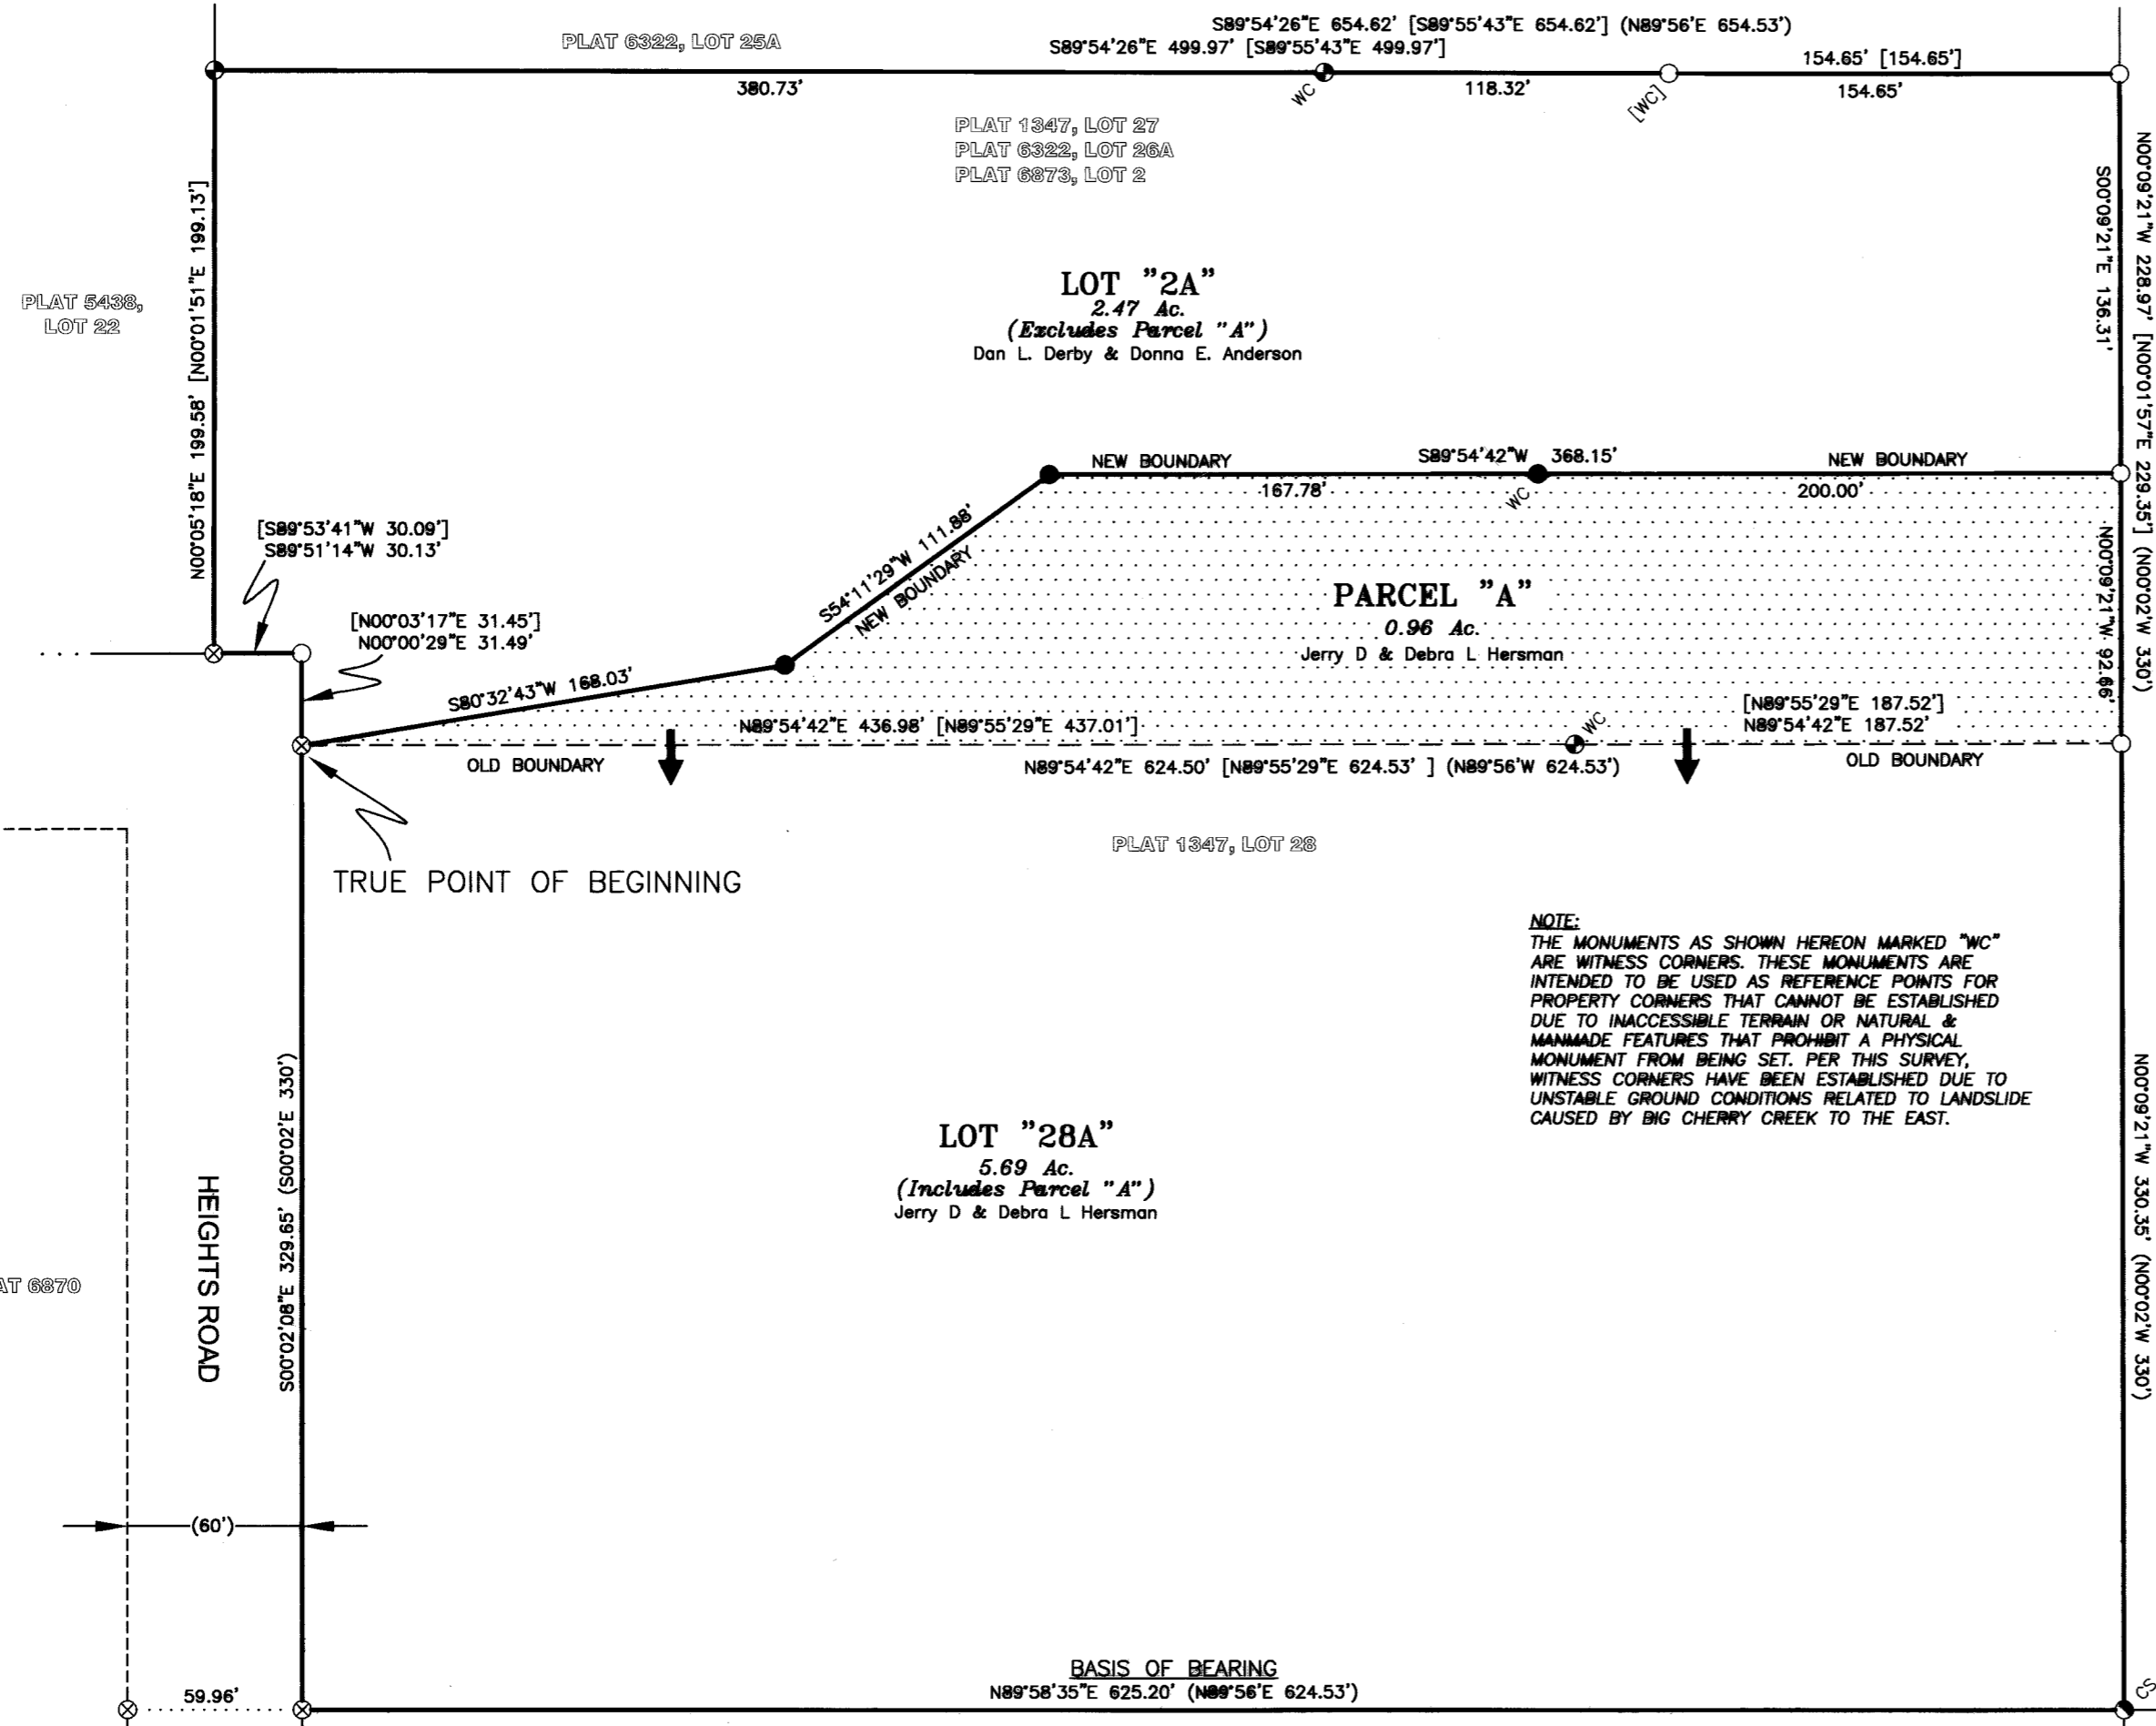 S89°54'26"E 654.62' [S89°55'43"E 654.62'] (N89°56'E 654.53')
PLAT 6322, LOT 25A
S89°54'26"E 499.97' [S89°55'43"E 499.97']
154.65' [154.65']
380.73'
WC
118.32'
[WC]
154.65'
PLAT 1347, LOT 27
PLAT 6322, LOT 26A
PLAT 6873, LOT 2
N00°05'18"E 199.58' [N00°01'51"E 199.13']
S00°09'21"E 136.31'
N00°09'21"W 228.97' [N00°01'57"E 229.35'] (N00°02'W 330')
PLAT 5438,
LOT 22
LOT "2A"
2.47 Ac.
(Excludes Parcel "A")
Dan L. Derby & Donna E. Anderson
NEW BOUNDARY
S89°54'42"W 368.15'
NEW BOUNDARY
167.78'
WC
200.00'
[S89°53'41"W 30.09']
S89°51'14"W 30.13'
S54°11'29"W 111.88'
NEW BOUNDARY
N00°09'21"W 92.66'
PARCEL "A"
0.96 Ac.
Jerry D & Debra L Hersman
[N00°03'17"E 31.45']
N00°00'29"E 31.49'
S80°32'43"W 168.03'
N89°54'42"E 436.98' [N89°55'29"E 437.01']
WC
[N89°55'29"E 187.52']
N89°54'42"E 187.52'
OLD BOUNDARY
N89°54'42"E 624.50' [N89°55'29"E 624.53' ] (N89°56'W 624.53')
OLD BOUNDARY
PLAT 1347, LOT 28
TRUE POINT OF BEGINNING
NOTE:
THE MONUMENTS AS SHOWN HEREON MARKED "WC"
ARE WITNESS CORNERS. THESE MONUMENTS ARE
INTENDED TO BE USED AS REFERENCE POINTS FOR
PROPERTY CORNERS THAT CANNOT BE ESTABLISHED
DUE TO INACCESSIBLE TERRAIN OR NATURAL &
MANMADE FEATURES THAT PROHIBIT A PHYSICAL
MONUMENT FROM BEING SET. PER THIS SURVEY,
WITNESS CORNERS HAVE BEEN ESTABLISHED DUE TO
UNSTABLE GROUND CONDITIONS RELATED TO LANDSLIDE
CAUSED BY BIG CHERRY CREEK TO THE EAST.
LOT "28A"
5.69 Ac.
(Includes Parcel "A")
Jerry D & Debra L Hersman
HEIGHTS ROAD
S00°02'08"E 329.65' (S00°02'E 330')
N00°09'21"W 330.35' (N00°02'W 330')
AT 6870
(60')
59.96'
BASIS OF BEARING
N89°58'35"E 625.20' (N89°56'E 624.53')
CS